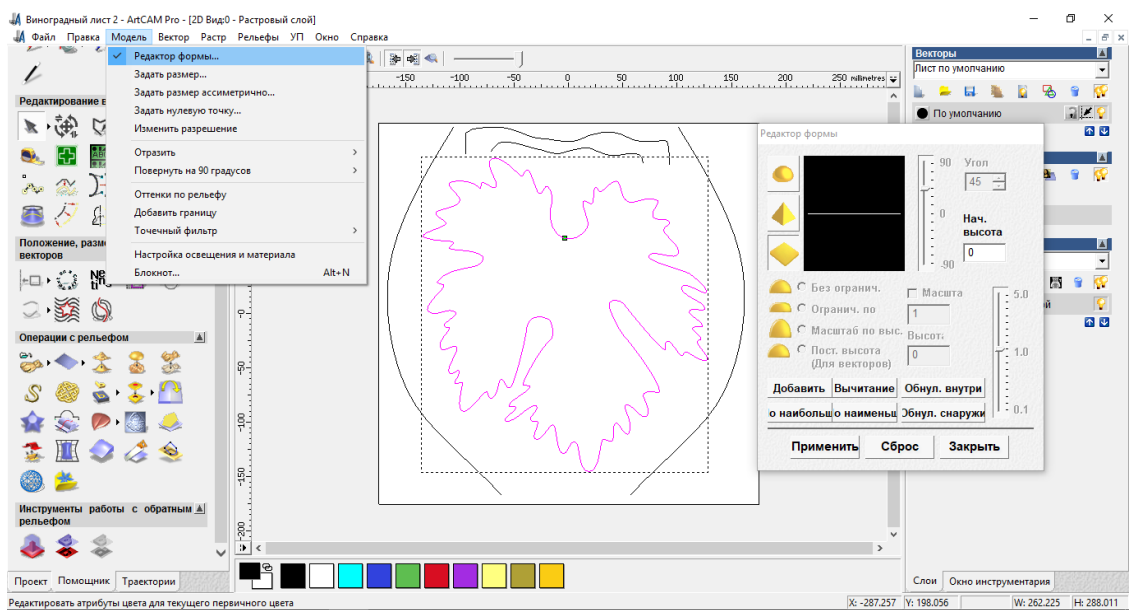 Виноградный лист 2 - ArtCAM Pro - [2D Вид:0 - Растровый слой]
Файл Правка Модель Вектор Растр Рельефы УП Окно Справка
Редактор формы...
Задать размер...
Задать размер ассиметрично...
Задать нулевую точку...
Изменить разрешение
Отразить
Повернуть на 90 градусов
Оттенки по рельефу
Добавить границу
Точечный фильтр
Настройка освещения и материала
Блокнот... Alt+N
Редактирование в
Положение, разм
векторов
Операции с рельефом
Инструменты работы с обратным
рельефом
Проект Помощник Траектории
-150 -100 -50 0 50 100 150 200 250 millimetres
0
-50
-100
-150
-200
Редактор формы
90
0
-90
Угол
45
Нач.
высота
0
Без огранич.
Огранич. по
Масштаб по выс.
Пост. высота
(Для векторов)
Масшта
1
Высот:
0
5.0
1.0
0.1
Добавить Вычитание Обнул. внутри
о наибольш о наименьш Обнул. снаружи
Применить Сброс Закрыть
Векторы
Лист по умолчанию
По умолчанию
Слои Окно инструментария
Редактировать атрибуты цвета для текущего первичного цвета
X: -287.257 Y: 198.056 W: 262.225 H: 288.011